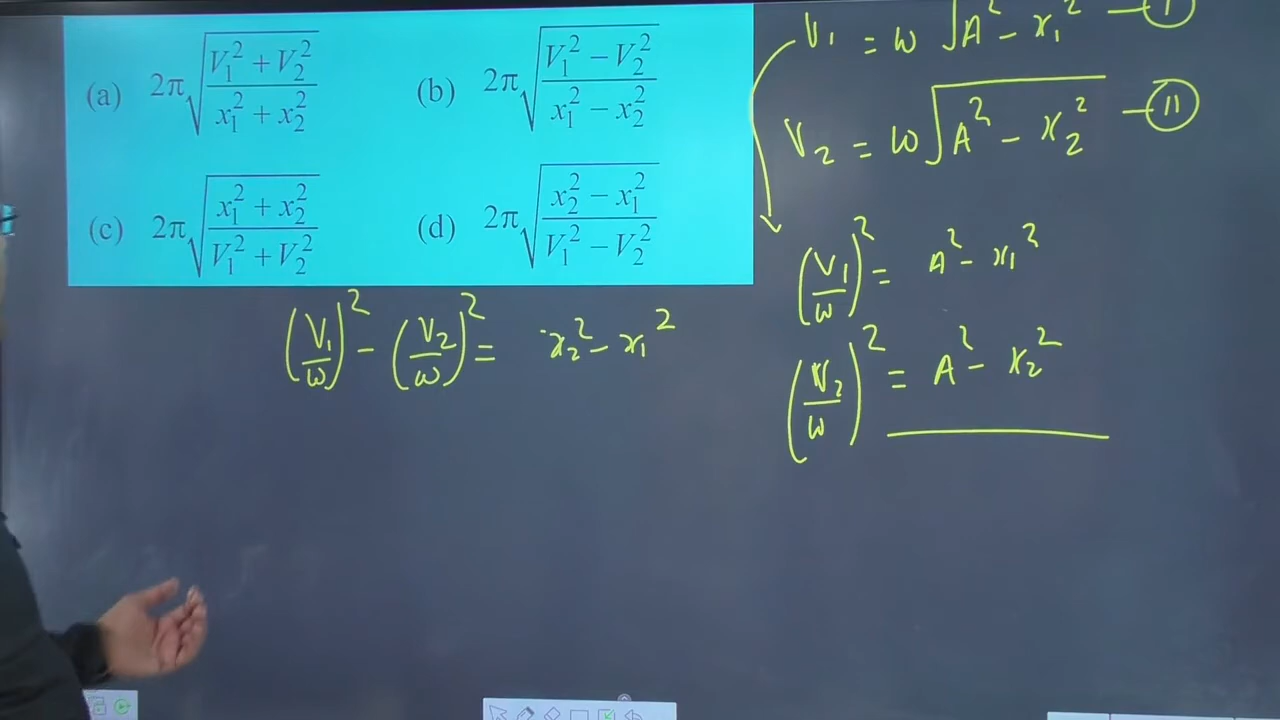 (a) 2π√((V₁² + V₂²)/(x₁² + x₂²)) (b) 2π√((V₁² − V₂²)/(x₁² − x₂²))
(c) 2π√((x₁² + x₂²)/(V₁² + V₂²)) (d) 2π√((x₂² − x₁²)/(V₁² − V₂²))
(V₁/ω)² − (V₂/ω)² = x₂² − x₁²
V₁ = ω √(A² − x₁²) — (I)
V₂ = ω √(A² − x₂²) — (II)
(V₁/ω)² = A² − x₁²
(V₂/ω)² = A² − x₂²